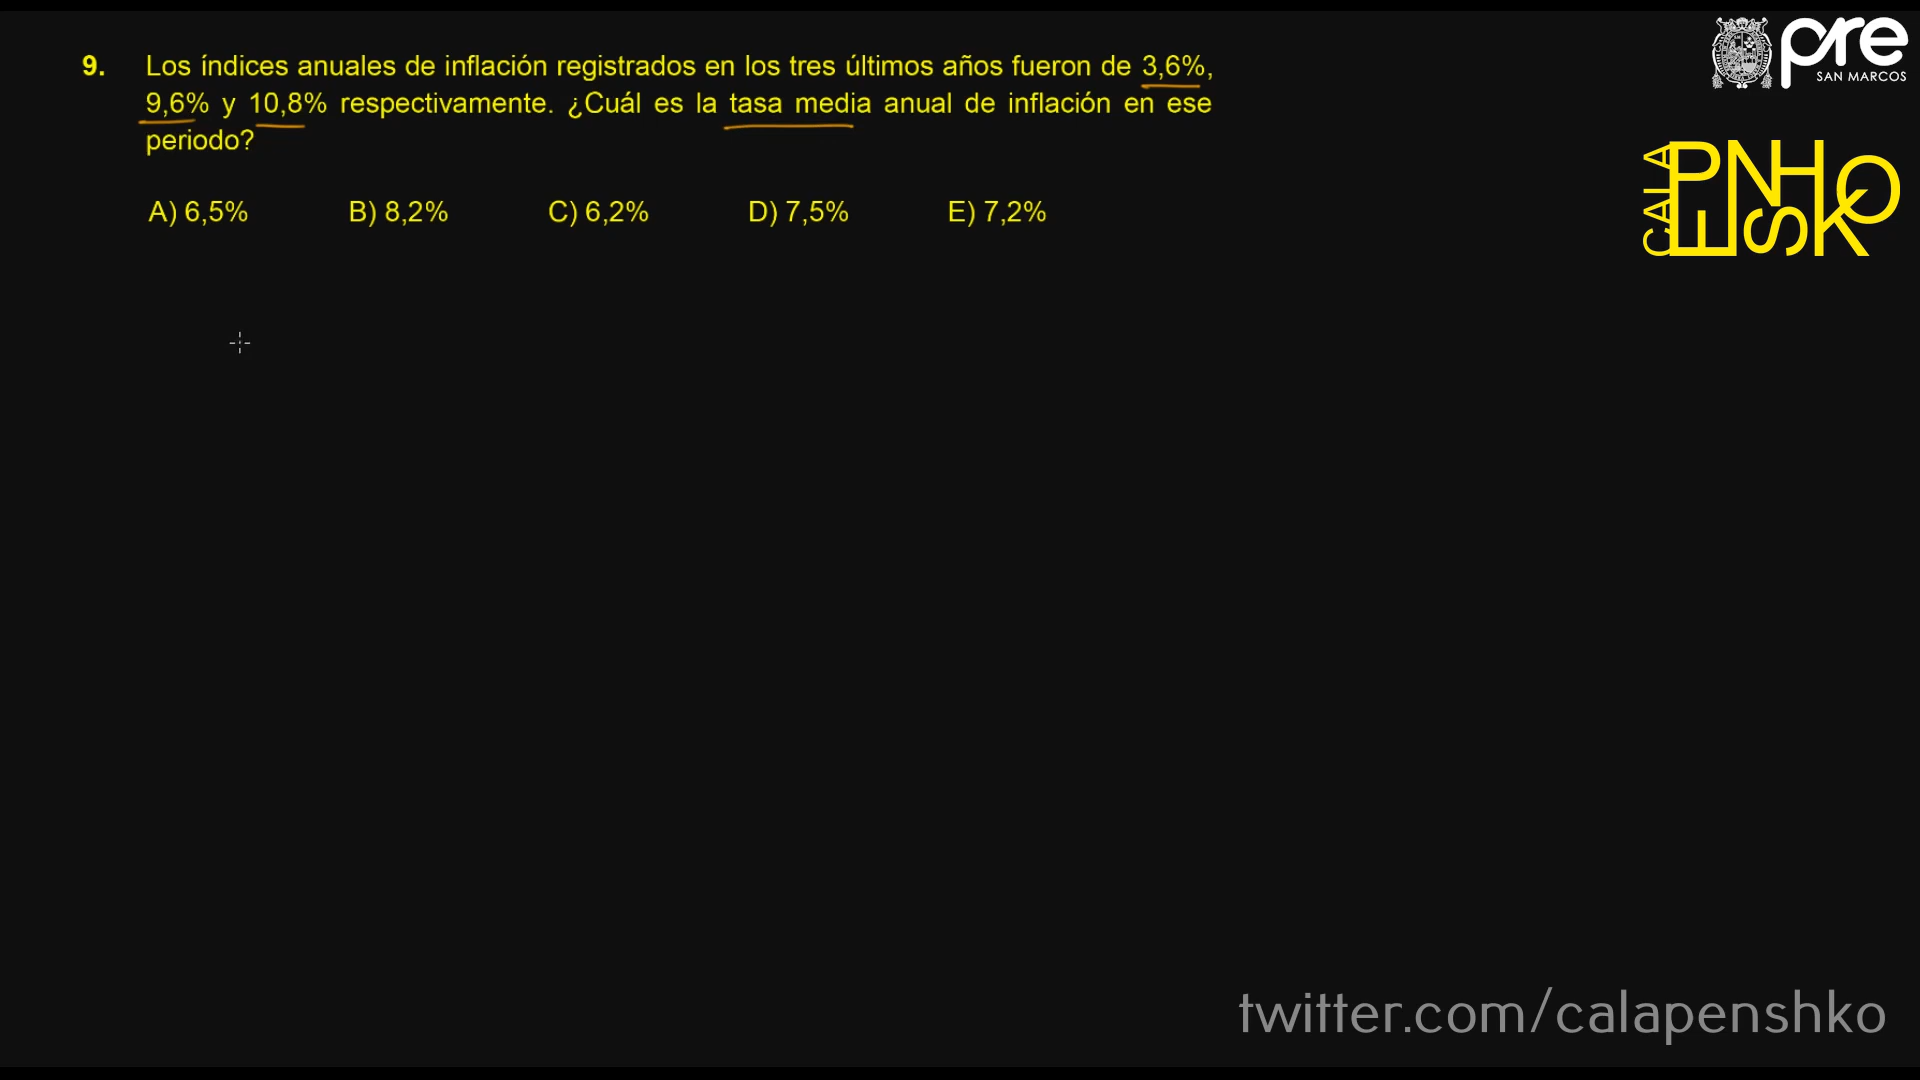 9. Los índices anuales de inflación registrados en los tres últimos años fueron de 3,6%,
9,6% y 10,8% respectivamente. ¿Cuál es la tasa media anual de inflación en ese
periodo?
A) 6,5% B) 8,2% C) 6,2% D) 7,5% E) 7,2%
pre
SAN MARCOS
CALA
PENSHKO
twitter.com/calapenshko